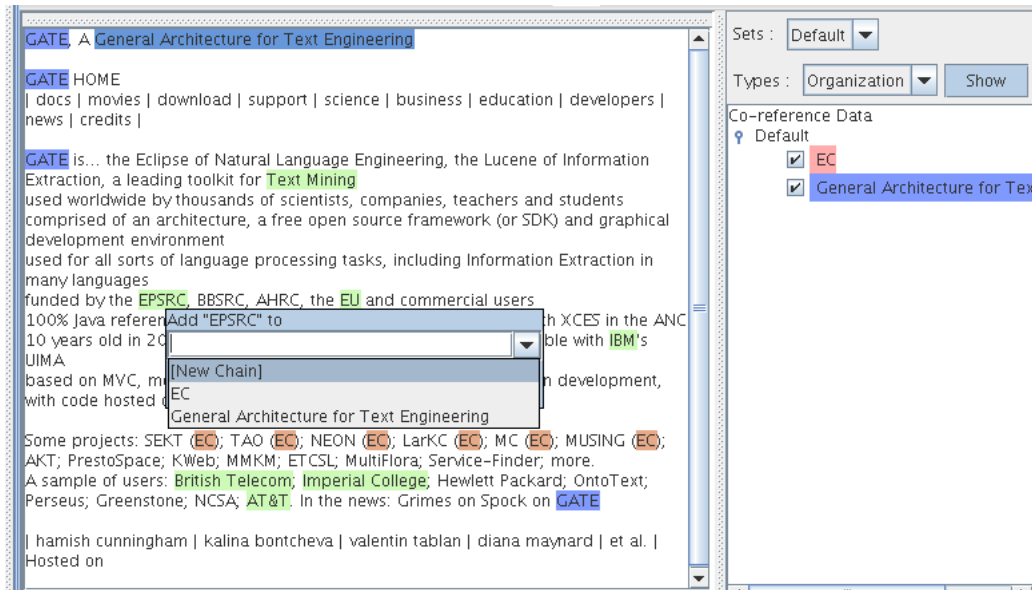 GATE, A General Architecture for Text Engineering
GATE HOME
| docs | movies | download | support | science | business | education | developers |
news | credits |
GATE is... the Eclipse of Natural Language Engineering, the Lucene of Information
Extraction, a leading toolkit for Text Mining
used worldwide by thousands of scientists, companies, teachers and students
comprised of an architecture, a free open source framework (or SDK) and graphical
development environment
used for all sorts of language processing tasks, including Information Extraction in
many languages
funded by the EPSRC, BBSRC, AHRC, the EU and commercial users
100% Java referen
h XCES in the ANC
10 years old in 20
ble with IBM's
UIMA
based on MVC, m
n development,
with code hosted
Add "EPSRC" to
[New Chain]
EC
General Architecture for Text Engineering
Some projects: SEKT (EC); TAO (EC); NEON (EC); LarKC (EC); MC (EC); MUSING (EC);
AKT; PrestoSpace; KWeb; MMKM; ETCSL; MultiFlora; Service-Finder; more.
A sample of users: British Telecom; Imperial College; Hewlett Packard; OntoText;
Perseus; Greenstone; NCSA; AT&T. In the news: Grimes on Spock on GATE
| hamish cunningham | kalina bontcheva | valentin tablan | diana maynard | et al. |
Hosted on
Sets : Default
Types : Organization Show
Co-reference Data
Default
EC
General Architecture for Tex